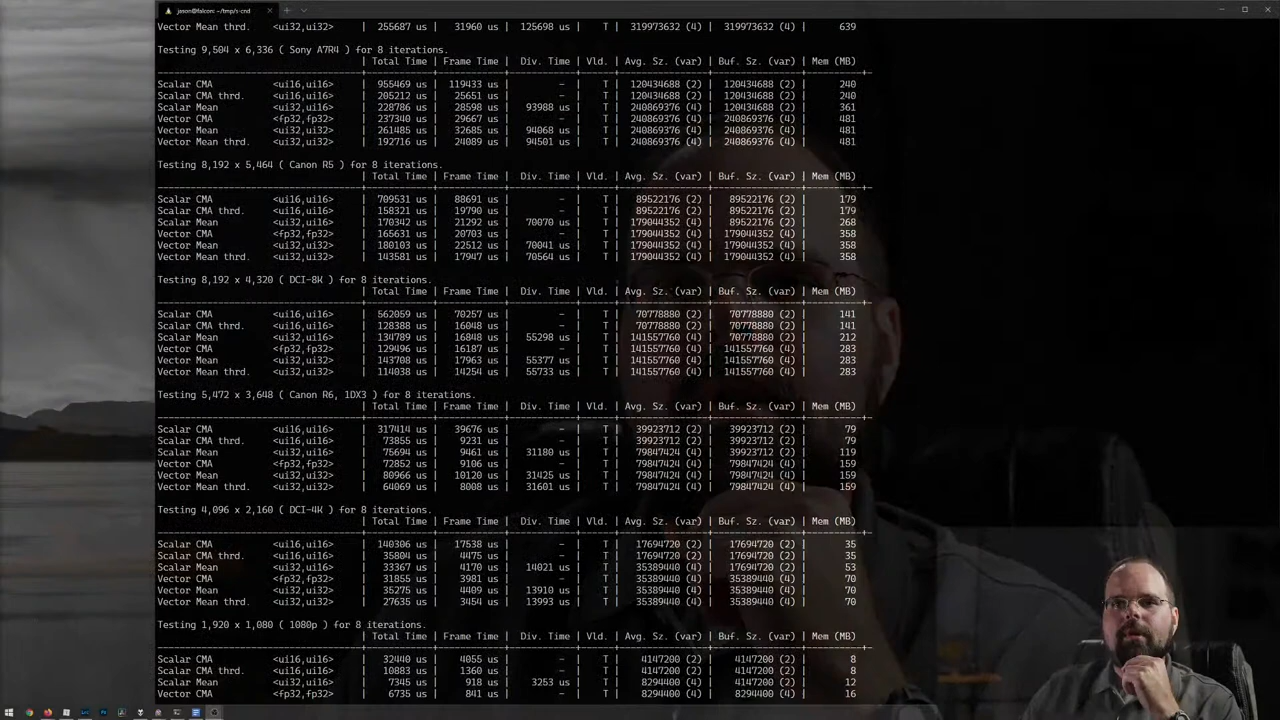 jason@falcon: ~/tmp/s-cnd
Vector Mean thrd. <ui32,ui32> | 255687 us | 31960 us | 125698 us | T | 319973632 (4) | 319973632 (4) | 639
Testing 9,504 x 6,336 ( Sony A7R4 ) for 8 iterations.
| Total Time | Frame Time | Div. Time | Vld. | Avg. Sz. (var) | Buf. Sz. (var) | Mem (MB)
Scalar CMA <ui16,ui16> | 955469 us | 119433 us | - | T | 120434688 (2) | 120434688 (2) | 240
Scalar CMA thrd. <ui16,ui16> | 205212 us | 25651 us | - | T | 120434688 (2) | 120434688 (2) | 240
Scalar Mean <ui32,ui16> | 228786 us | 28598 us | 93988 us | T | 240869376 (4) | 120434688 (2) | 361
Vector CMA <fp32,fp32> | 237340 us | 29667 us | - | T | 240869376 (4) | 240869376 (4) | 481
Vector Mean <ui32,ui32> | 261485 us | 32685 us | 94068 us | T | 240869376 (4) | 240869376 (4) | 481
Vector Mean thrd. <ui32,ui32> | 192716 us | 24089 us | 94501 us | T | 240869376 (4) | 240869376 (4) | 481
Testing 8,192 x 5,464 ( Canon R5 ) for 8 iterations.
| Total Time | Frame Time | Div. Time | Vld. | Avg. Sz. (var) | Buf. Sz. (var) | Mem (MB)
Scalar CMA <ui16,ui16> | 709531 us | 88691 us | - | T | 89522176 (2) | 89522176 (2) | 179
Scalar CMA thrd. <ui16,ui16> | 158321 us | 19790 us | - | T | 89522176 (2) | 89522176 (2) | 179
Scalar Mean <ui32,ui16> | 170342 us | 21292 us | 70070 us | T | 179044352 (4) | 89522176 (2) | 268
Vector CMA <fp32,fp32> | 165631 us | 20703 us | - | T | 179044352 (4) | 179044352 (4) | 358
Vector Mean <ui32,ui32> | 180103 us | 22512 us | 70041 us | T | 179044352 (4) | 179044352 (4) | 358
Vector Mean thrd. <ui32,ui32> | 143581 us | 17947 us | 70564 us | T | 179044352 (4) | 179044352 (4) | 358
Testing 8,192 x 4,320 ( DCI-8K ) for 8 iterations.
| Total Time | Frame Time | Div. Time | Vld. | Avg. Sz. (var) | Buf. Sz. (var) | Mem (MB)
Scalar CMA <ui16,ui16> | 562059 us | 70257 us | - | T | 70778880 (2) | 70778880 (2) | 141
Scalar CMA thrd. <ui16,ui16> | 128388 us | 16048 us | - | T | 70778880 (2) | 70778880 (2) | 141
Scalar Mean <ui32,ui16> | 134789 us | 16848 us | 55298 us | T | 141557760 (4) | 70778880 (2) | 212
Vector CMA <fp32,fp32> | 129496 us | 16187 us | - | T | 141557760 (4) | 141557760 (4) | 283
Vector Mean <ui32,ui32> | 143708 us | 17963 us | 55377 us | T | 141557760 (4) | 141557760 (4) | 283
Vector Mean thrd. <ui32,ui32> | 114038 us | 14254 us | 55733 us | T | 141557760 (4) | 141557760 (4) | 283
Testing 5,472 x 3,648 ( Canon R6, 1DX3 ) for 8 iterations.
| Total Time | Frame Time | Div. Time | Vld. | Avg. Sz. (var) | Buf. Sz. (var) | Mem (MB)
Scalar CMA <ui16,ui16> | 317414 us | 39676 us | - | T | 39923712 (2) | 39923712 (2) | 79
Scalar CMA thrd. <ui16,ui16> | 73855 us | 9231 us | - | T | 39923712 (2) | 39923712 (2) | 79
Scalar Mean <ui32,ui16> | 75694 us | 9461 us | 31180 us | T | 79847424 (4) | 39923712 (2) | 119
Vector CMA <fp32,fp32> | 72852 us | 9106 us | - | T | 79847424 (4) | 79847424 (4) | 159
Vector Mean <ui32,ui32> | 80966 us | 10120 us | 31425 us | T | 79847424 (4) | 79847424 (4) | 159
Vector Mean thrd. <ui32,ui32> | 64069 us | 8008 us | 31601 us | T | 79847424 (4) | 79847424 (4) | 159
Testing 4,096 x 2,160 ( DCI-4K ) for 8 iterations.
| Total Time | Frame Time | Div. Time | Vld. | Avg. Sz. (var) | Buf. Sz. (var) | Mem (MB)
Scalar CMA <ui16,ui16> | 140306 us | 17538 us | - | T | 17694720 (2) | 17694720 (2) | 35
Scalar CMA thrd. <ui16,ui16> | 35804 us | 4475 us | - | T | 17694720 (2) | 17694720 (2) | 35
Scalar Mean <ui32,ui16> | 33367 us | 4170 us | 14021 us | T | 35389440 (4) | 17694720 (2) | 53
Vector CMA <fp32,fp32> | 31855 us | 3981 us | - | T | 35389440 (4) | 35389440 (4) | 70
Vector Mean <ui32,ui32> | 35275 us | 4409 us | 13910 us | T | 35389440 (4) | 35389440 (4) | 70
Vector Mean thrd. <ui32,ui32> | 27635 us | 3454 us | 13993 us | T | 35389440 (4) | 35389440 (4) | 70
Testing 1,920 x 1,080 ( 1080p ) for 8 iterations.
| Total Time | Frame Time | Div. Time | Vld. | Avg. Sz. (var) | Buf. Sz. (var) | Mem (MB)
Scalar CMA <ui16,ui16> | 32440 us | 4055 us | - | T | 4147200 (2) | 4147200 (2) | 8
Scalar CMA thrd. <ui16,ui16> | 10883 us | 1360 us | - | T | 4147200 (2) | 4147200 (2) | 8
Scalar Mean <ui32,ui16> | 7345 us | 918 us | 3253 us | T | 8294400 (4) | 4147200 (2) | 12
Vector CMA <fp32,fp32> | 6735 us | 841 us | - | T | 8294400 (4) | 8294400 (4) | 16